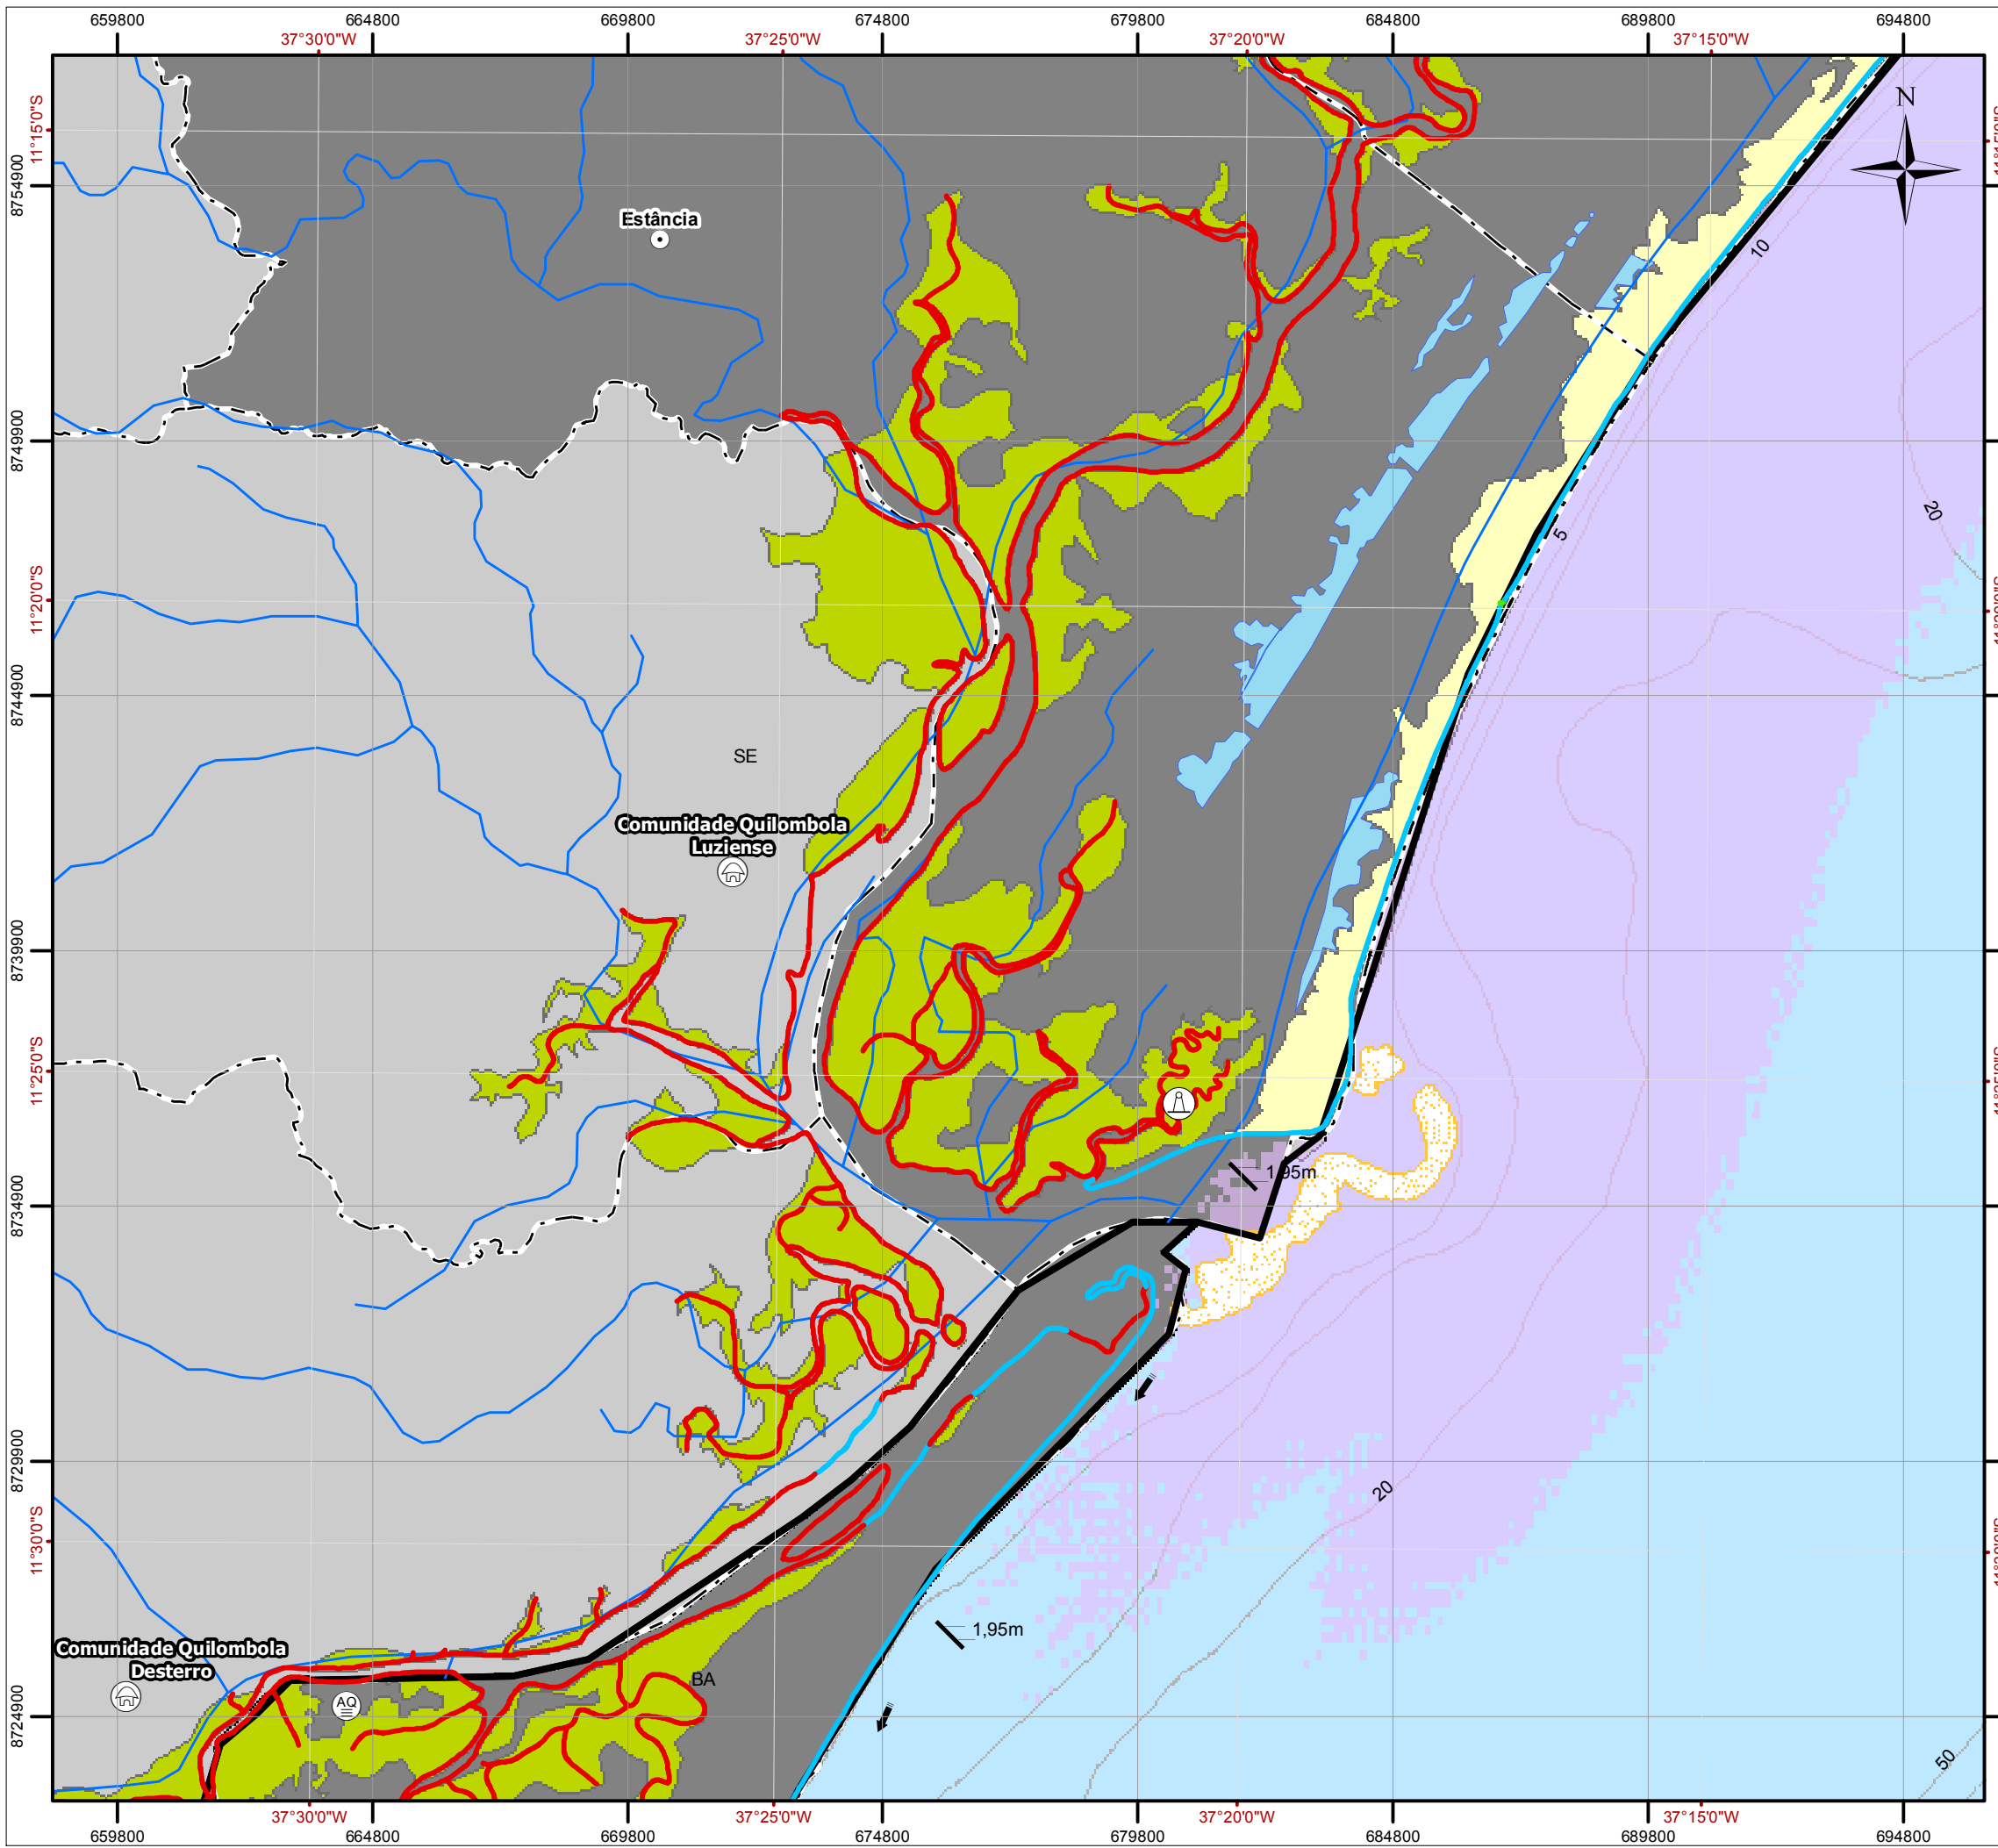 659800 664800 669800 674800 679800 684800 689800 694800
37°30'0"W 37°25'0"W 37°20'0"W 37°15'0"W
N
11°15'0"S
8754900
10
Estância
8749900
20
5
11°20'0"S
8744900
SE
Comunidade Quilombola
Luziense
8739900
11°25'0"S
1,95m
8734900
20
8729900
11°30'0"S
1,95m
Comunidade Quilombola
Desterro
BA
AQ
8724900
50
37°30'0"W 37°25'0"W 37°20'0"W 37°15'0"W
659800 664800 669800 674800 679800 684800 689800 694800